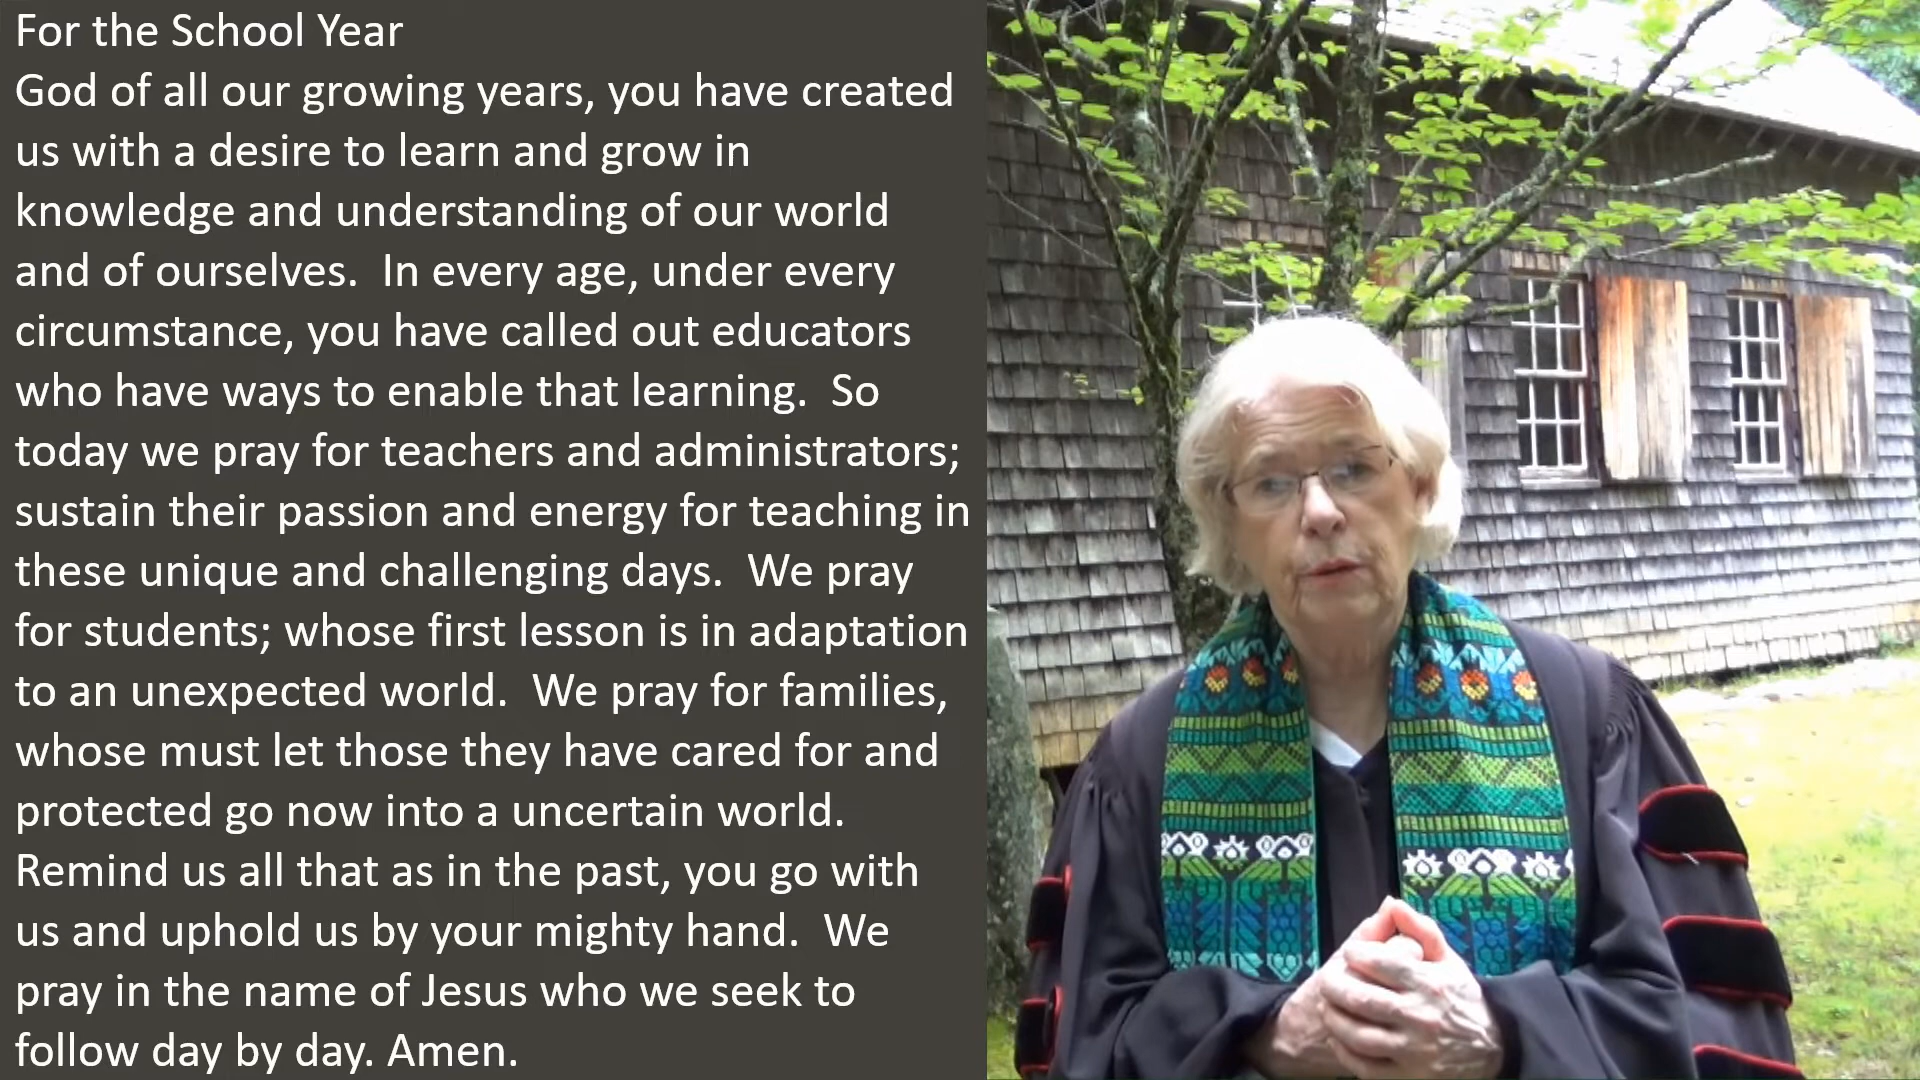 For the School Year
God of all our growing years, you have created
us with a desire to learn and grow in
knowledge and understanding of our world
and of ourselves.  In every age, under every
circumstance, you have called out educators
who have ways to enable that learning.  So
today we pray for teachers and administrators;
sustain their passion and energy for teaching in
these unique and challenging days.  We pray
for students; whose first lesson is in adaptation
to an unexpected world.  We pray for families,
whose must let those they have cared for and
protected go now into a uncertain world.
Remind us all that as in the past, you go with
us and uphold us by your mighty hand.  We
pray in the name of Jesus who we seek to
follow day by day. Amen.